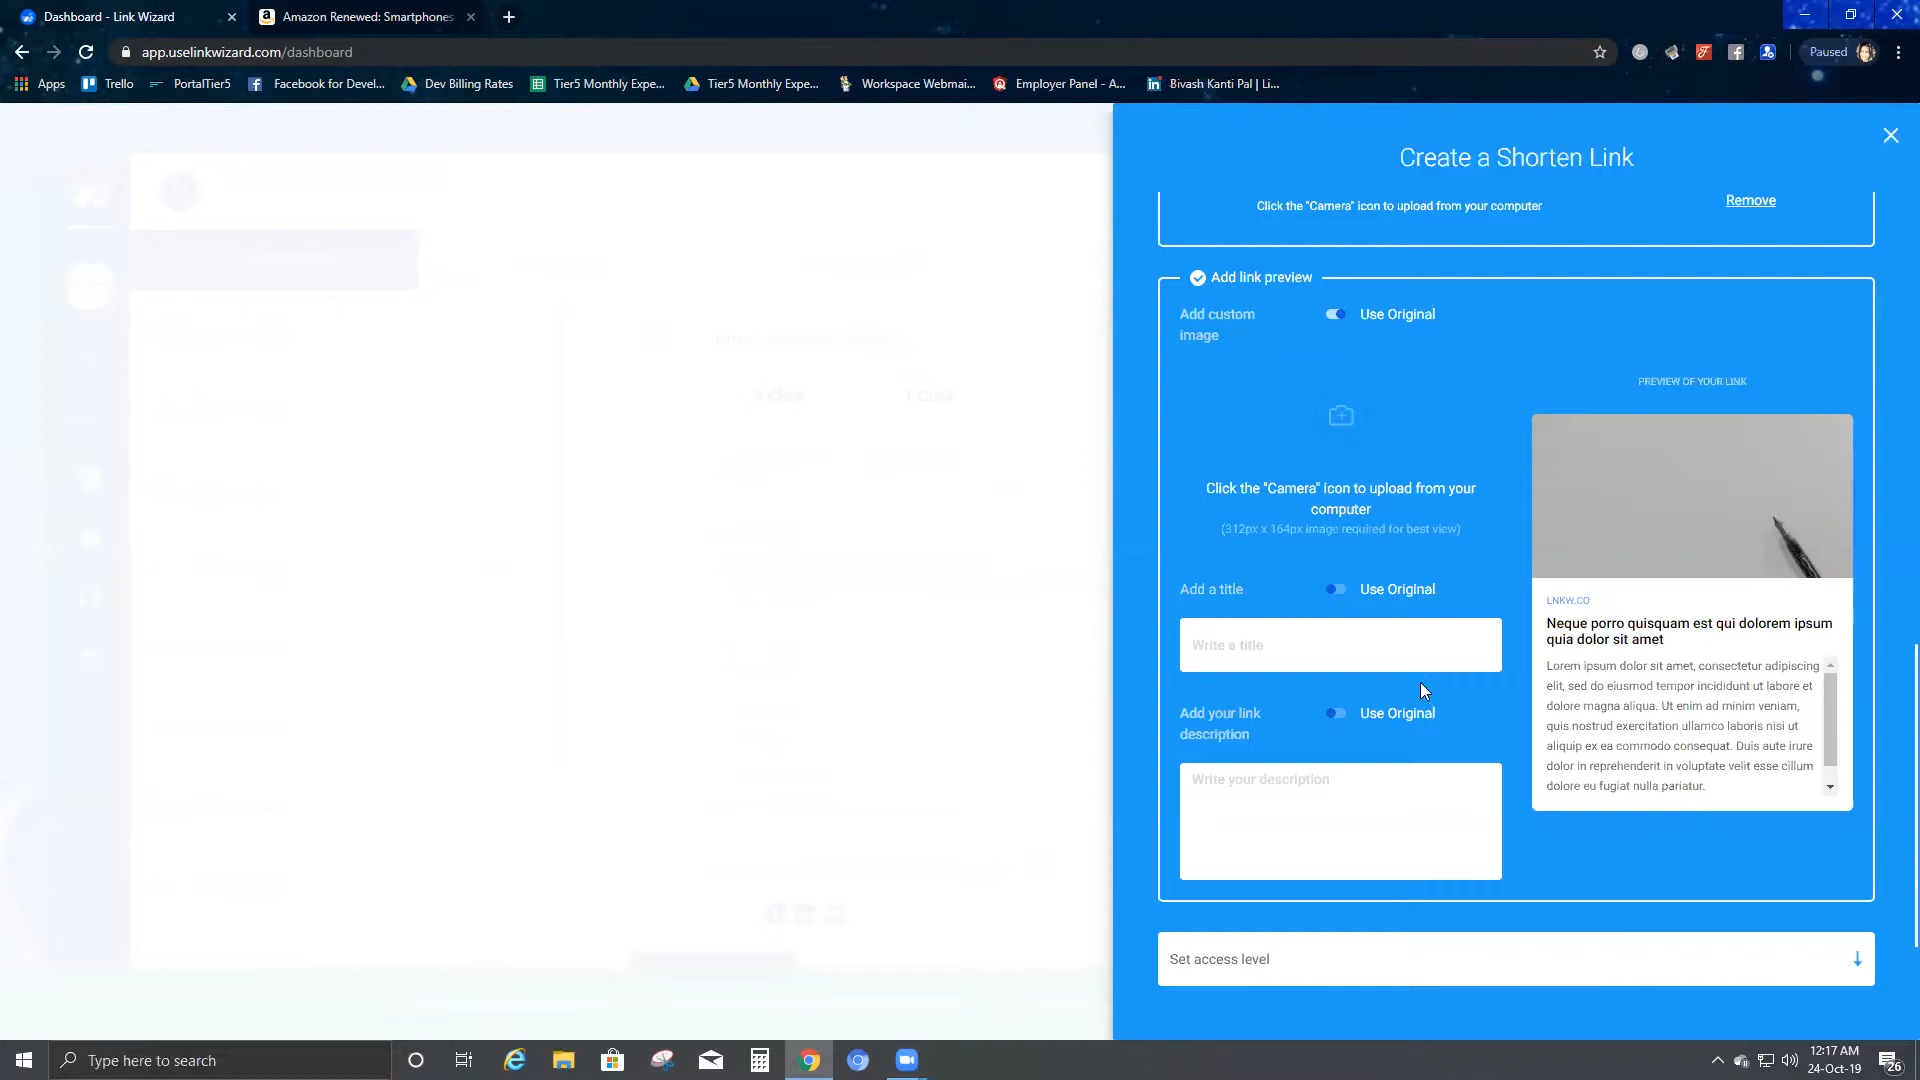 Dashboard - Link Wizard
Amazon Renewed: Smartphones
app.uselinkwizard.com/dashboard
Paused
Apps
Trello
PortalTier5
Facebook for Devel...
Dev Billing Rates
Tier5 Monthly Expe...
Tier5 Monthly Expe...
Workspace Webmai...
Employer Panel - A...
Bivash Kanti Pal | Li...
Create a Shorten Link
Click the "Camera" icon to upload from your computer
Remove
Add link preview
Add custom
image
Use Original
PREVIEW OF YOUR LINK
Click the "Camera" icon to upload from your
computer
(312px x 164px image required for best view)
Add a title
Use Original
Write a title
Add your link
description
Use Original
Write your description
LNKW.CO
Neque porro quisquam est qui dolorem ipsum
quia dolor sit amet
Lorem ipsum dolor sit amet, consectetur adipiscing
elit, sed do eiusmod tempor incididunt ut labore et
dolore magna aliqua. Ut enim ad minim veniam,
quis nostrud exercitation ullamco laboris nisi ut
aliquip ex ea commodo consequat. Duis aute irure
dolor in reprehenderit in voluptate velit esse cillum
dolore eu fugiat nulla pariatur.
Set access level
Type here to search
12:17 AM
24-Oct-19
26